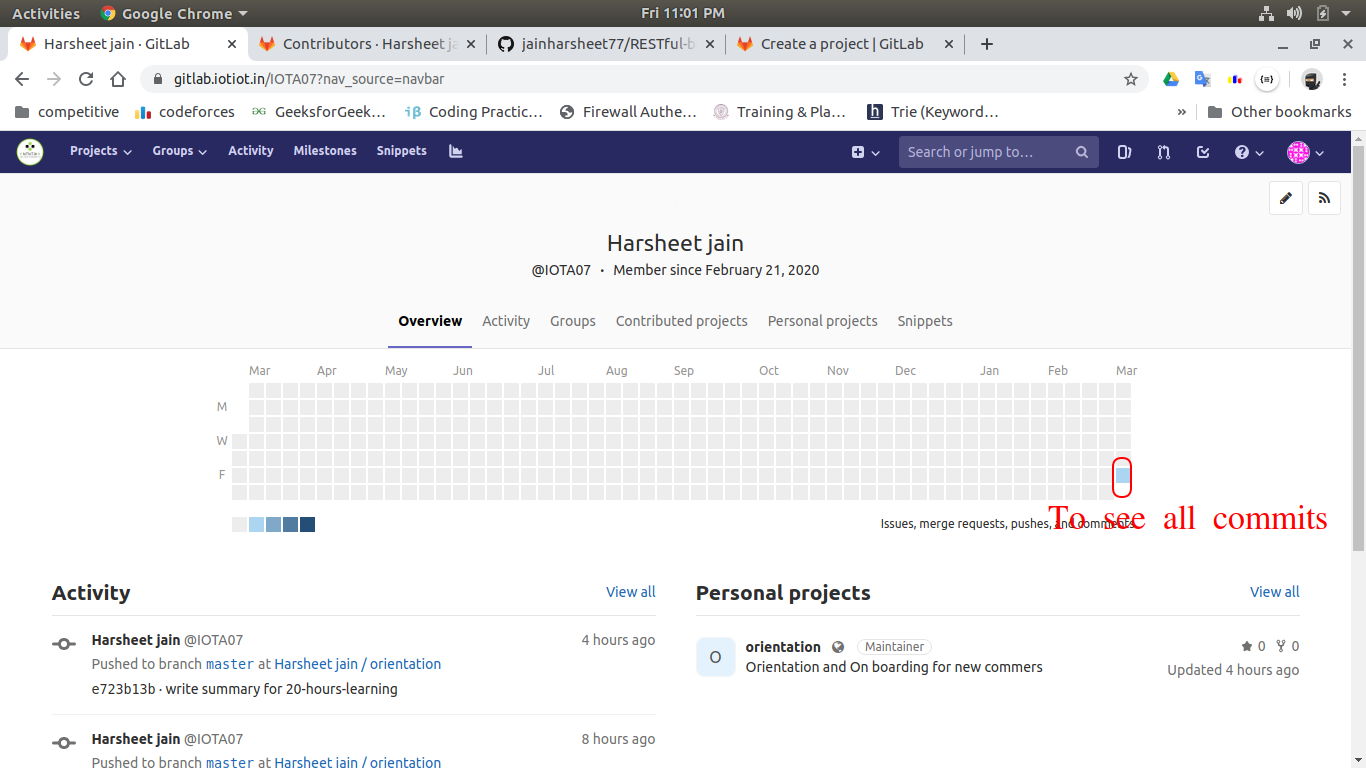 Activities Google Chrome Fri 11:01 PM
Harsheet jain · GitLab Contributors · Harsheet ja jainharsheet77/RESTful-b Create a project | GitLab
gitlab.iotiot.in/IOTA07?nav_source=navbar
competitive codeforces GeeksforGeek… Coding Practic… Firewall Authe… Training & Pla… Trie (Keyword… » Other bookmarks
Projects Groups Activity Milestones Snippets Search or jump to…
Harsheet jain
@IOTA07 · Member since February 21, 2020
Overview Activity Groups Contributed projects Personal projects Snippets
Mar Apr May Jun Jul Aug Sep Oct Nov Dec Jan Feb Mar
M
W
F
Issues, merge requests, pushes, and comments.
To see all commits
Activity View all
Personal projects View all
Harsheet jain @IOTA07 4 hours ago
Pushed to branch master at Harsheet jain / orientation
e723b13b · write summary for 20-hours-learning
O orientation Maintainer 0 0
Orientation and On boarding for new commers
Updated 4 hours ago
Harsheet jain @IOTA07 8 hours ago
Pushed to branch master at Harsheet jain / orientation